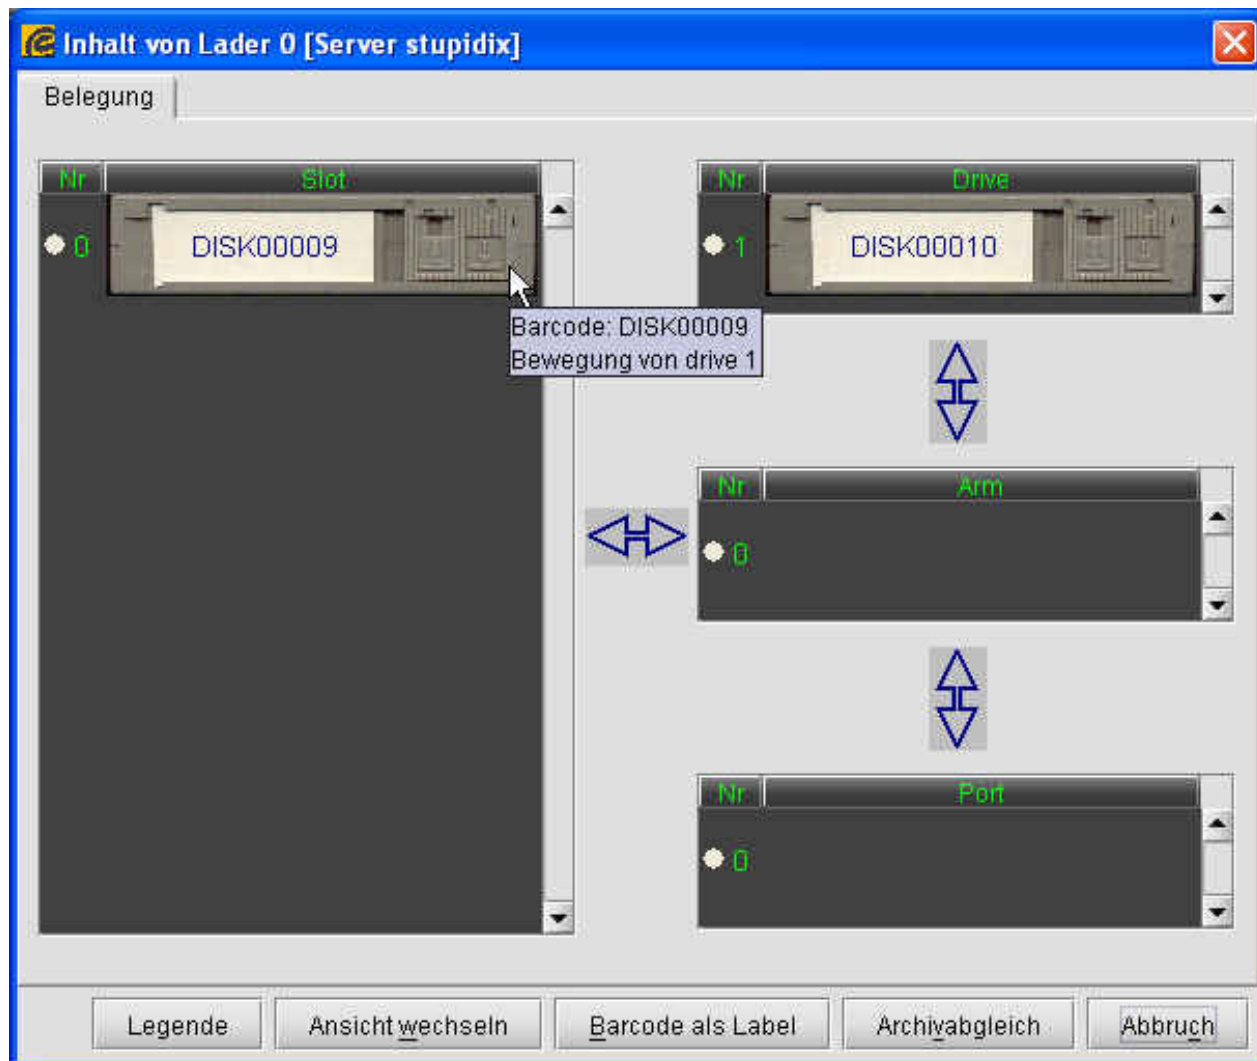 Inhalt von Lader 0 [Server stupidix]
Belegung
Nr Slot
0 DISK00009
Barcode: DISK00009
Bewegung von drive 1
Nr Drive
1 DISK00010
Nr Arm
0
Nr Port
0
Legende Ansicht wechseln Barcode als Label Archivabgleich Abbruch